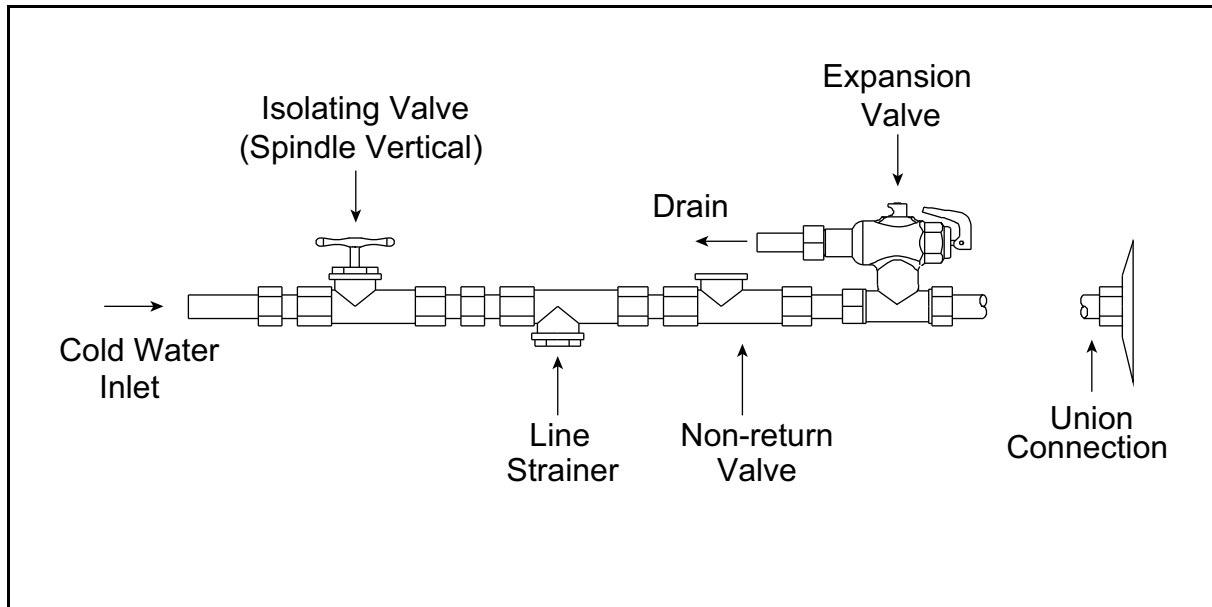 Isolating Valve
(Spindle Vertical)
Expansion
Valve
Drain
Cold Water
Inlet
Line
Strainer
Non-return
Valve
Union
Connection